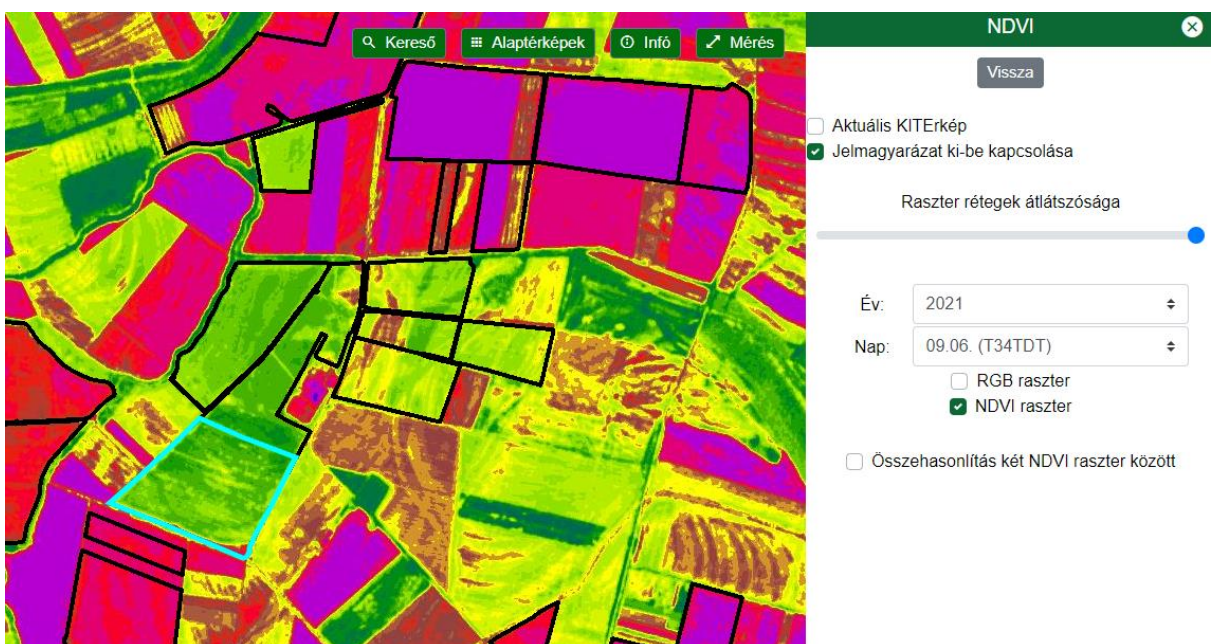 Kereső Alaptérképek Infó Mérés
NDVI
Vissza
Aktuális KITErkép
Jelmagyarázat ki-be kapcsolása
Raszter rétegek átlátszósága
Év: 2021
Nap: 09.06. (T34TDT)
RGB raszter
NDVI raszter
Összehasonlítás két NDVI raszter között